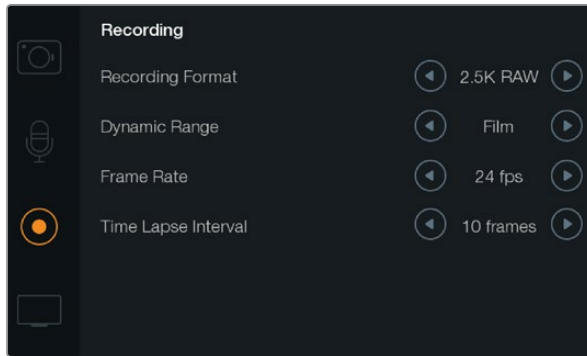 Recording
Recording Format 2.5K RAW
Dynamic Range Film
Frame Rate 24 fps
Time Lapse Interval 10 frames